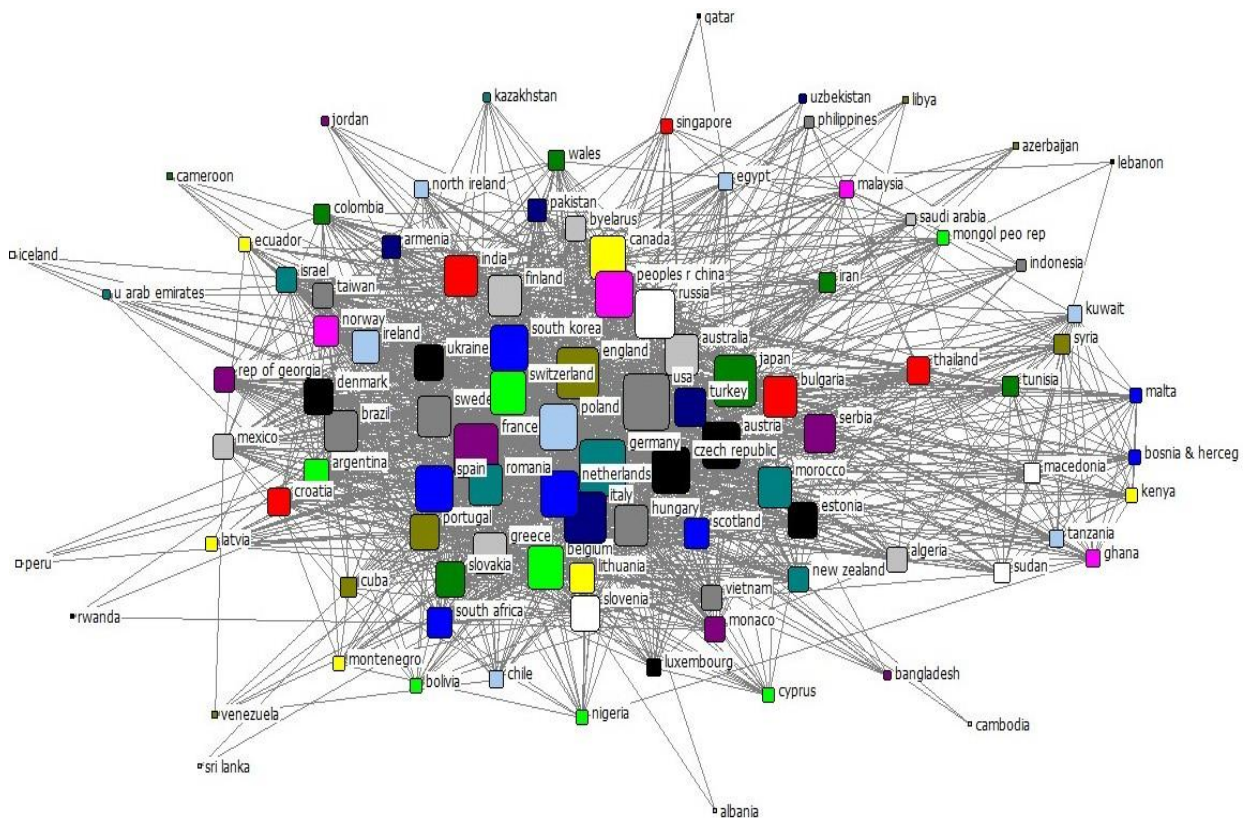 qatar
kazakhstan
uzbekistan
libya
jordan
singapore
philippines
azerbaijan
wales
lebanon
cameroon
north ireland
egypt
malaysia
colombia
pakistan
byelarus
saudi arabia
mongol peo rep
ecuador
armenia
canada
iceland
india
finland
peoples r china
indonesia
israel
taiwan
russia
iran
u arab emirates
kuwait
norway
ireland
south korea
australia
syria
ukraine
england
japan
thailand
rep of georgia
denmark
switzerland
usa
turkey
bulgaria
tunisia
malta
brazil
swede
poland
serbia
mexico
france
austria
germany
czech republic
bosnia & herceg
argentina
spain
romania
netherlands
morocco
macedonia
croatia
italy
kenya
portugal
hungary
scotland
estonia
latvia
greece
tanzania
peru
belgium
algeria
ghana
slovakia
lithuania
new zealand
sudan
cuba
vietnam
rwanda
south africa
slovenia
monaco
montenegro
luxembourg
bolivia
chile
bangladesh
cyprus
venezuela
nigeria
cambodia
sri lanka
albania